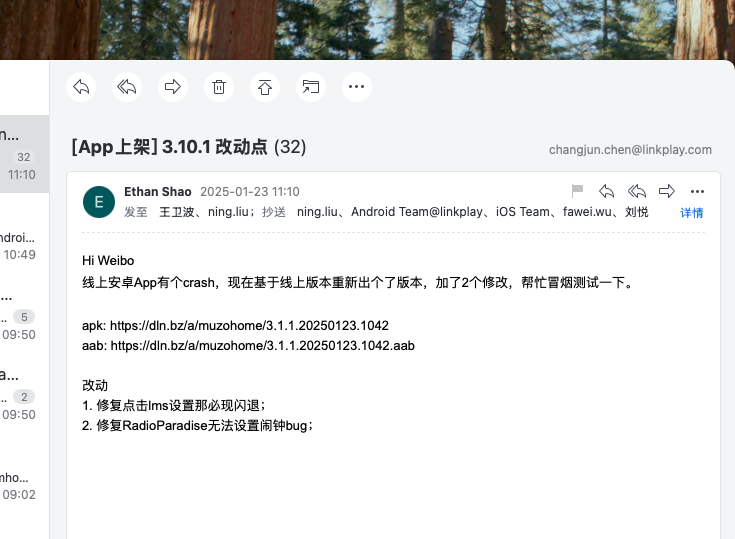 n...
32
11:10
ndroi...
10:49
...
...
5
09:50
a...
...
2
09:50
mho...
09:02
[App上架] 3.10.1 改动点 (32)
changjun.chen@linkplay.com
E
Ethan Shao 2025-01-23 11:10
发至 王卫波、ning.liu；抄送 ning.liu、Android Team@linkplay、iOS Team、fawei.wu、刘悦 详情
Hi Weibo
线上安卓App有个crash，现在基于线上版本重新出个了版本，加了2个修改，帮忙冒烟测试一下。
apk: https://dln.bz/a/muzohome/3.1.1.20250123.1042
aab: https://dln.bz/a/muzohome/3.1.1.20250123.1042.aab
改动
1. 修复点击lms设置那必现闪退；
2. 修复RadioParadise无法设置闹钟bug；